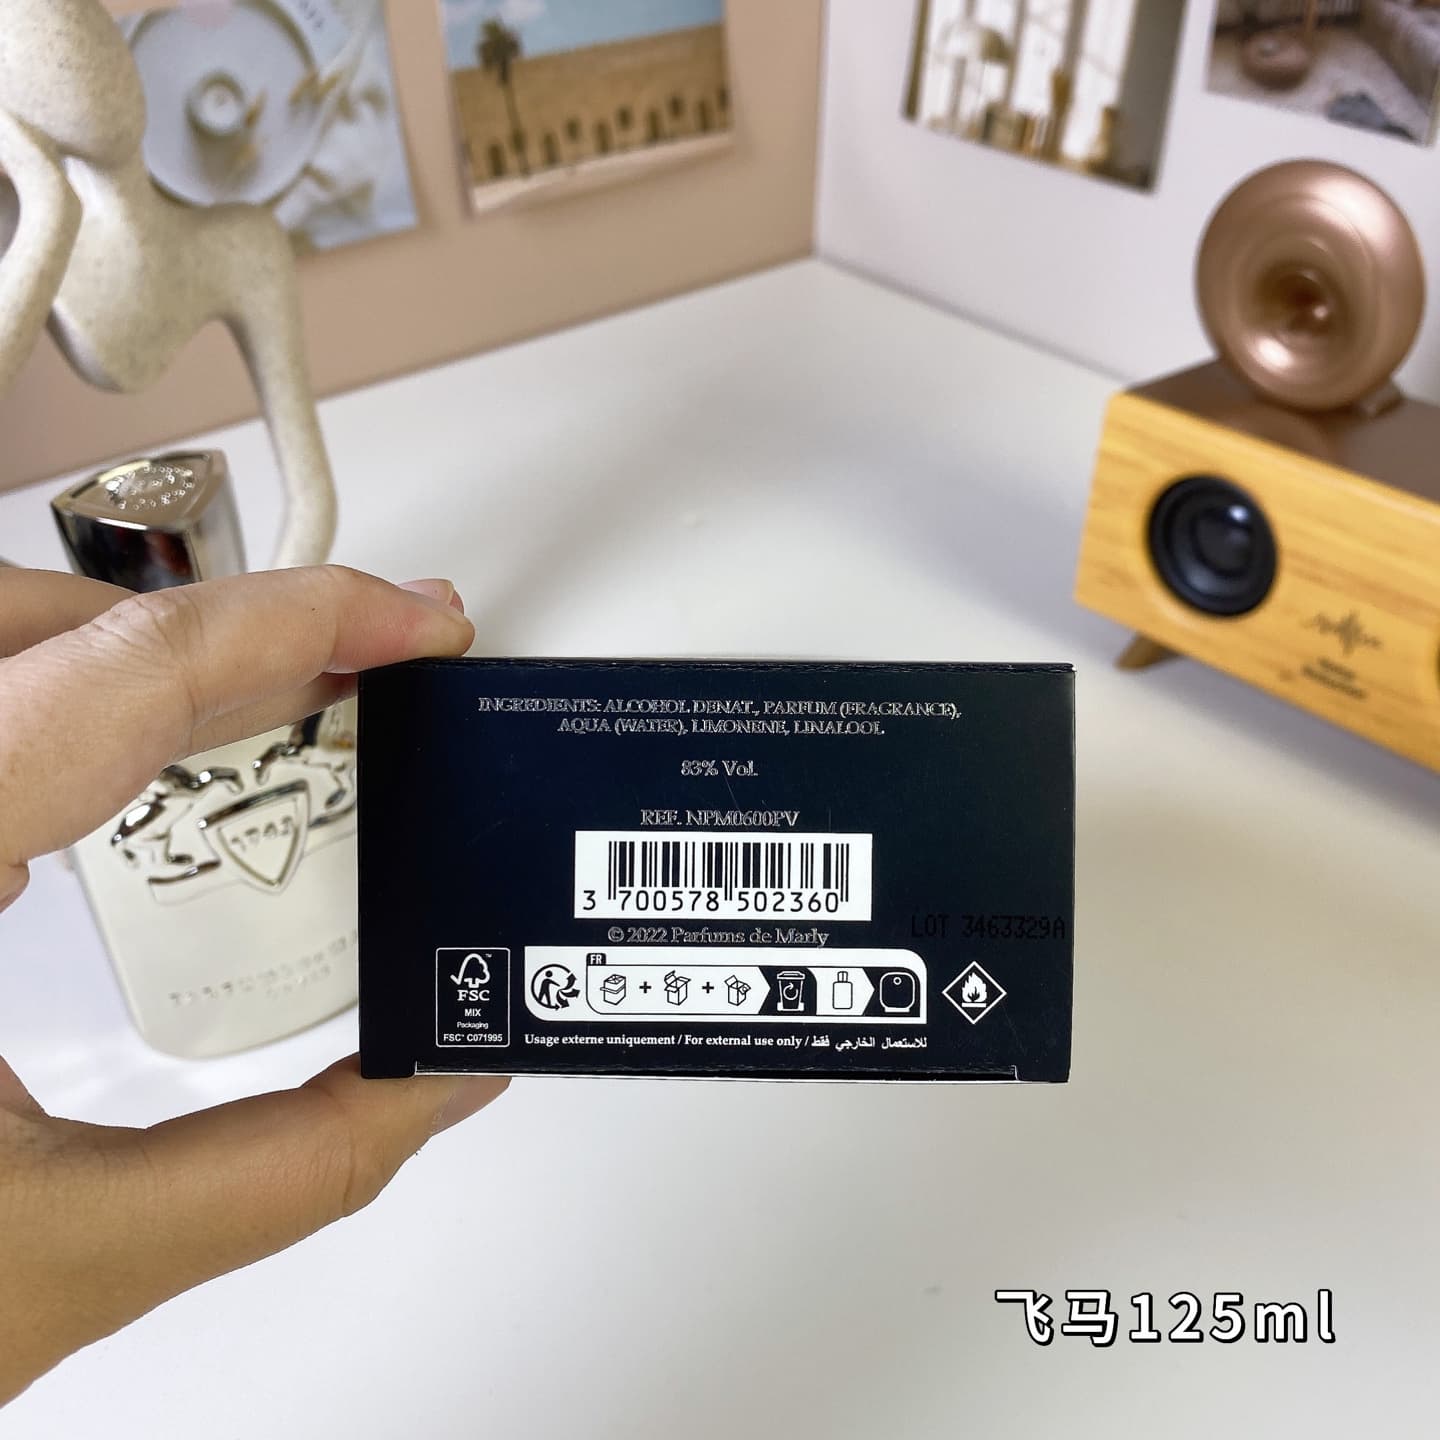 INGREDIENTS: ALCOHOL DENAT., PARFUM (FRAGRANCE),
AQUA (WATER), LIMONENE, LINALOOL
83% Vol.
REF. NPM0600PV
3 700578 502360
© 2022 Parfums de Marly
LOT 3463329A
FR
FSC™
MIX
Packaging
FSC® C071995
Usage externe uniquement / For external use only / للاستعمال الخارجي فقط
1743
飞马125ml